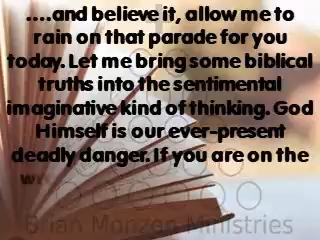 ....and believe it, allow me to
rain on that parade for you
today. Let me bring some biblical
truths into the sentimental
imaginative kind of thinking. God
Himself is our ever-present
deadly danger. If you are on the
Brian Monzon Ministries